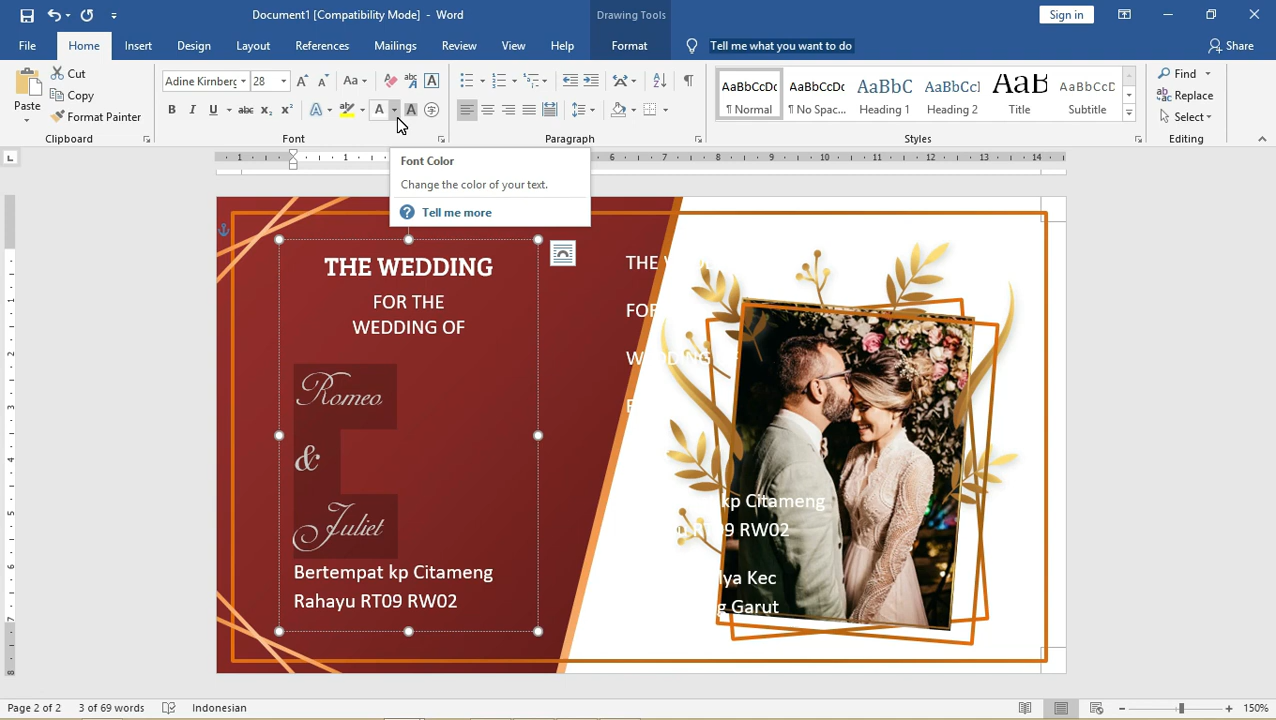 Document1 [Compatibility Mode] - Word
Drawing Tools
Sign in
File
Home
Insert
Design
Layout
References
Mailings
Review
View
Help
Format
Tell me what you want to do
Share
Paste
Cut
Copy
Format Painter
Clipboard
Adine Kirnberg
28
Font
Paragraph
AaBbCcDc
¶ Normal
AaBbCcDc
¶ No Spac...
AaBbC
Heading 1
AaBbCcl
Heading 2
AaB
Title
AaBbCcD
Subtitle
Styles
Find
Replace
Select
Editing
Font Color
Change the color of your text.
Tell me more
THE WEDDING
FOR THE
WEDDING OF
Romeo
&
Juliet
Bertempat kp Citameng
Rahayu RT09 RW02
THE
kp Citameng
RT09 RW02
Kec
Garut
Page 2 of 2
3 of 69 words
Indonesian
150%